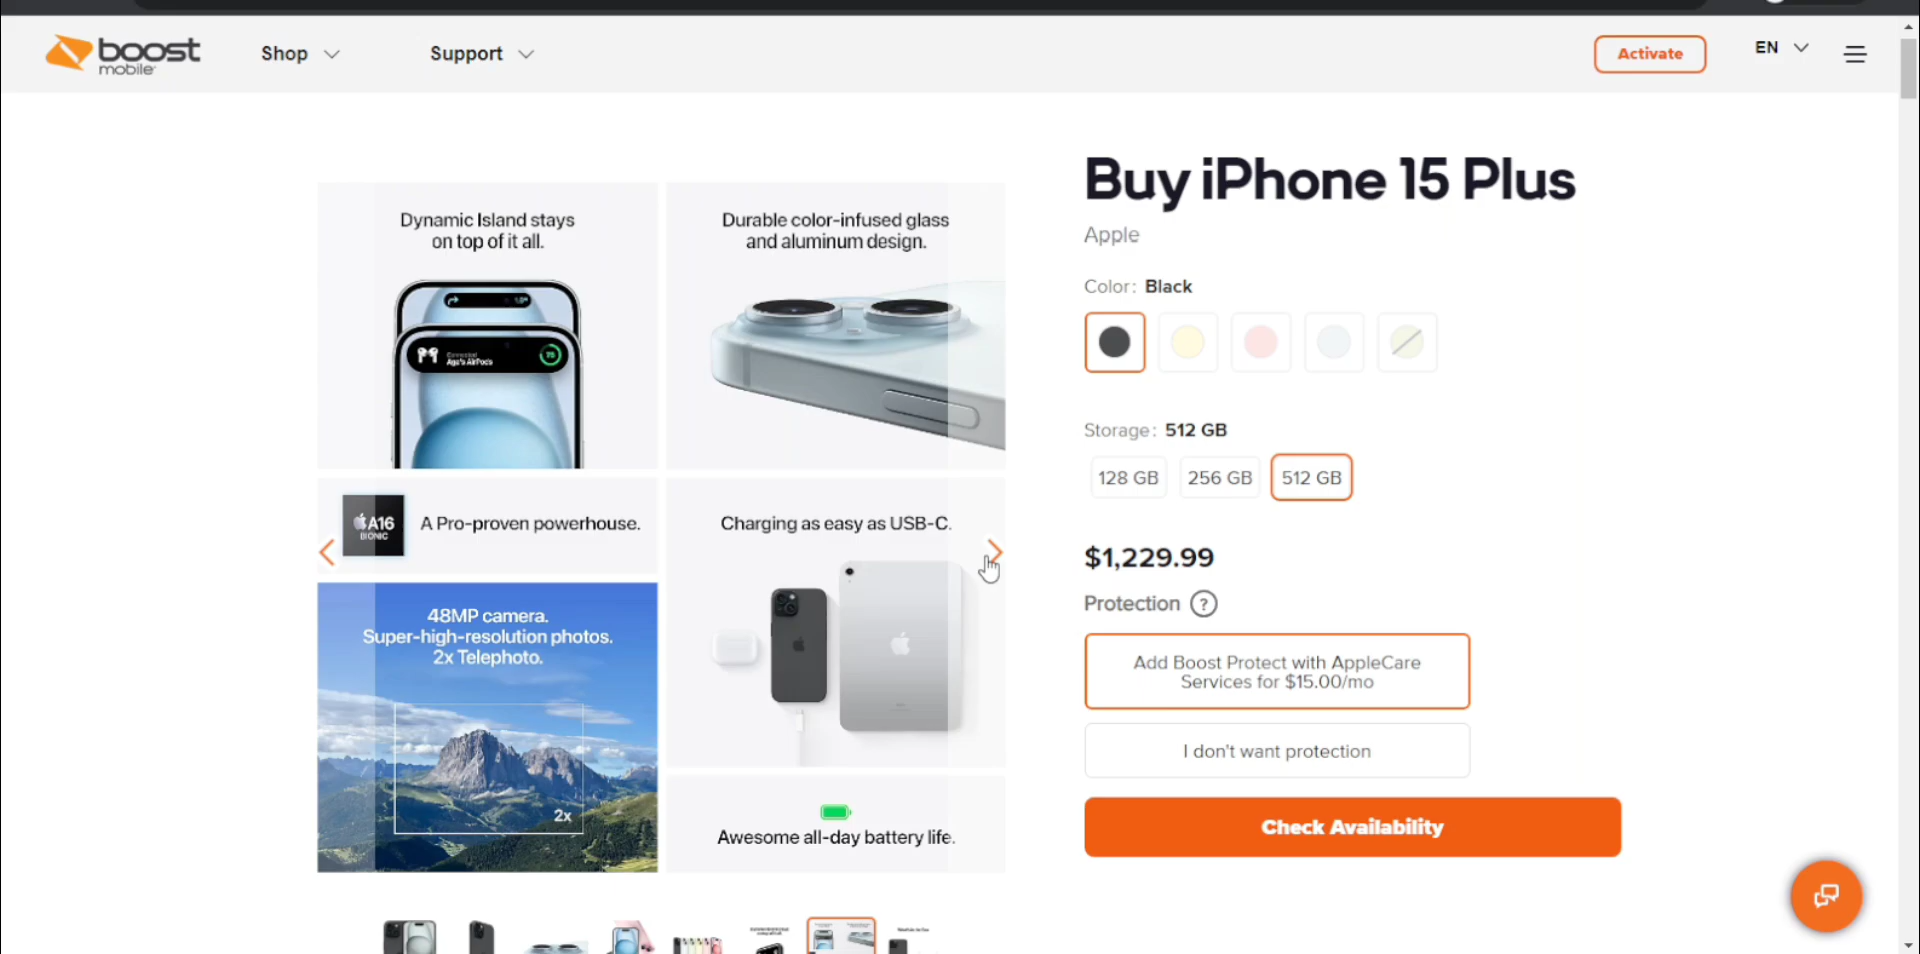 boost
mobile
Shop
Support
Activate
EN
Dynamic Island stays
on top of it all.
Durable color-infused glass
and aluminum design.
Connected
Aga's AirPods
A16
BIONIC
A Pro-proven powerhouse.
Charging as easy as USB-C.
48MP camera.
Super-high-resolution photos.
2x Telephoto.
2x
Awesome all-day battery life.
Buy iPhone 15 Plus
Apple
Color: Black
Storage: 512 GB
128 GB
256 GB
512 GB
$1,229.99
Protection ?
Add Boost Protect with AppleCare
Services for $15.00/mo
I don't want protection
Check Availability